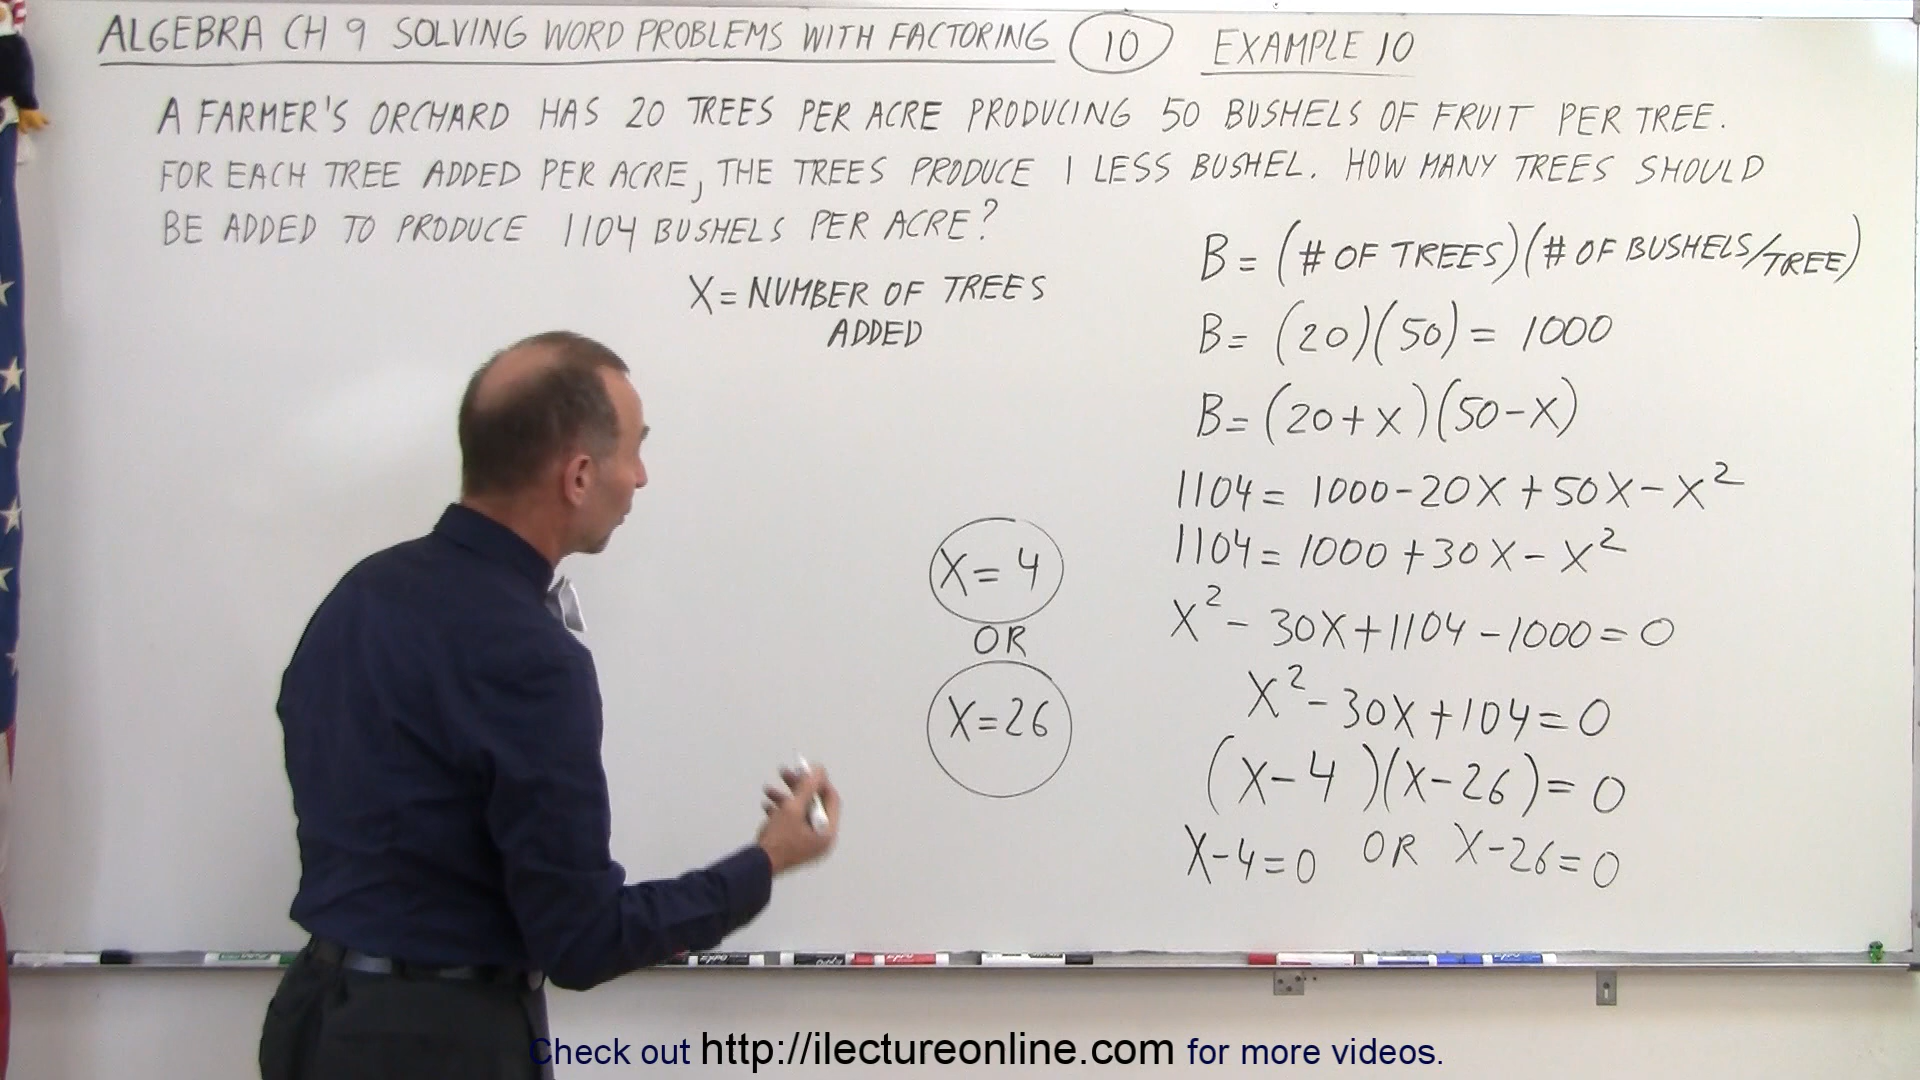 ALGEBRA CH 9 SOLVING WORD PROBLEMS WITH FACTORING 10 EXAMPLE 10
A FARMER'S ORCHARD HAS 20 TREES PER ACRE PRODUCING 50 BUSHELS OF FRUIT PER TREE.
FOR EACH TREE ADDED PER ACRE, THE TREES PRODUCE 1 LESS BUSHEL. HOW MANY TREES SHOULD
BE ADDED TO PRODUCE 1104 BUSHELS PER ACRE?
X = NUMBER OF TREES
ADDED
B = (# OF TREES)(# OF BUSHELS/TREE)
B = (20)(50) = 1000
B = (20+X)(50-X)
1104 = 1000-20X+50X-X²
1104 = 1000+30X-X²
X²-30X+1104-1000=0
X²-30X+104=0
(X-4)(X-26)=0
X-4=0 OR X-26=0
X=4
OR
X=26
Check out http://ilectureonline.com for more videos.